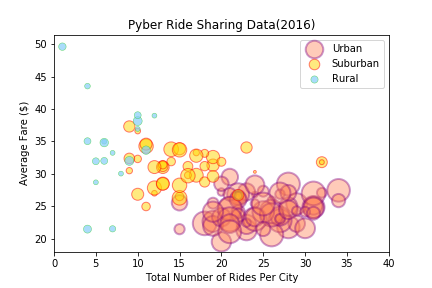 Pyber Ride Sharing Data(2016)
Urban
Suburban
Rural
Average Fare ($)
50
45
40
35
30
25
20
0 5 10 15 20 25 30 35 40
Total Number of Rides Per City